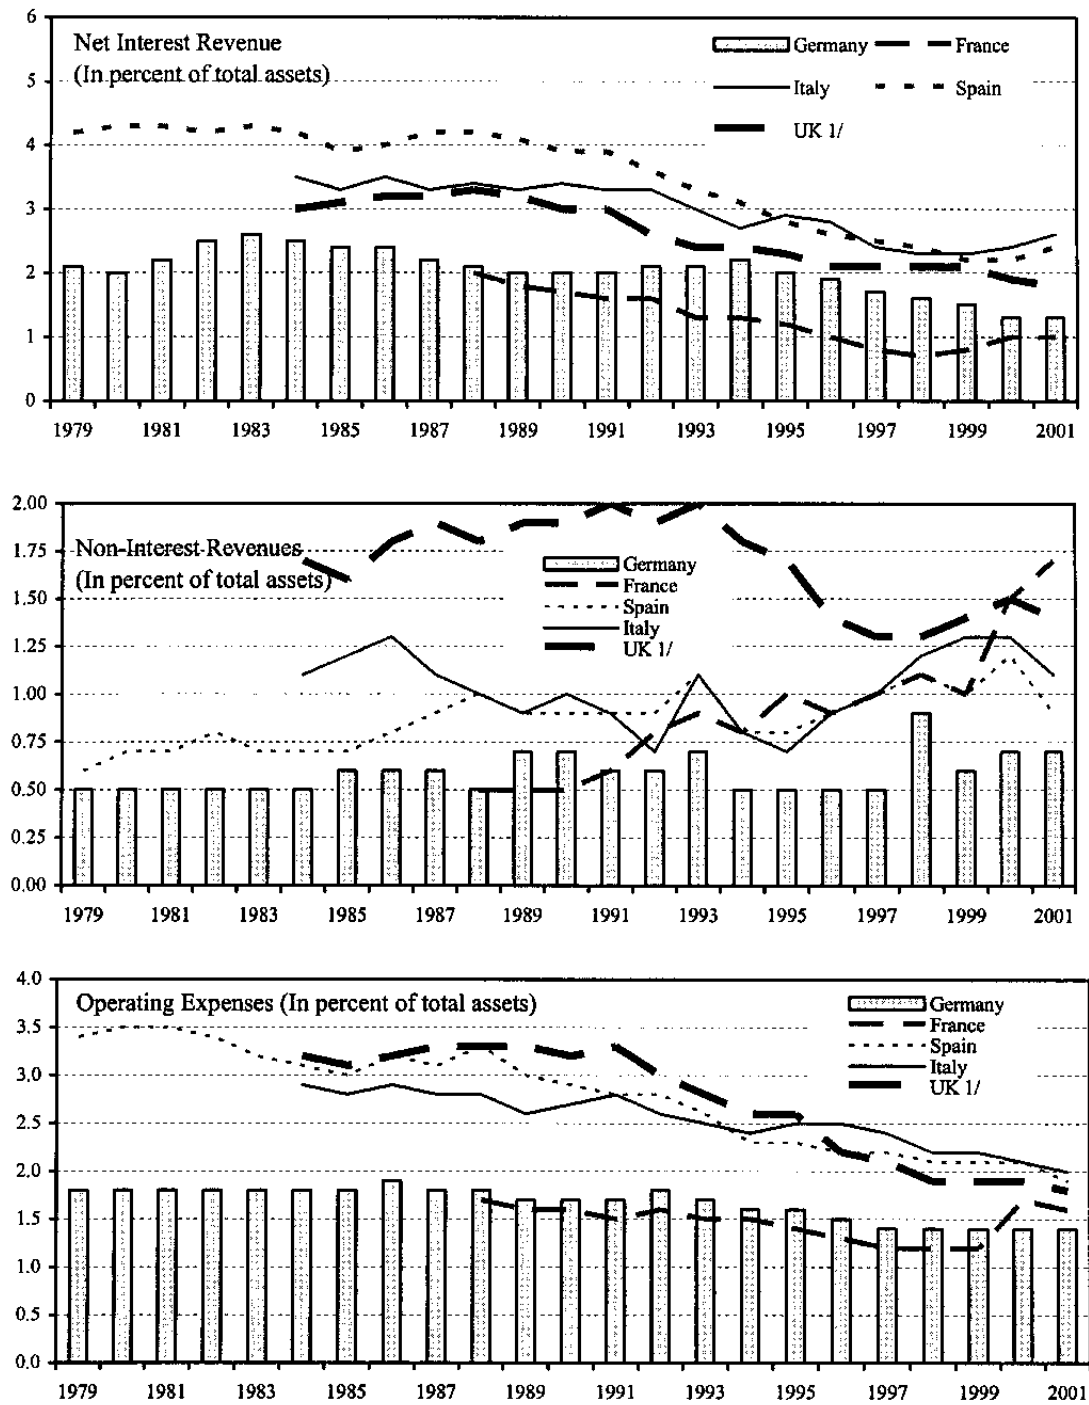 Net Interest Revenue
(In percent of total assets)
Germany
France
Italy
Spain
UK 1/
6
5
4
3
2
1
0
1979 1981 1983 1985 1987 1989 1991 1993 1995 1997 1999 2001
Non-Interest Revenues
(In percent of total assets)
Germany
France
Spain
Italy
UK 1/
2.00
1.75
1.50
1.25
1.00
0.75
0.50
0.25
0.00
1979 1981 1983 1985 1987 1989 1991 1993 1995 1997 1999 2001
Operating Expenses (In percent of total assets)
Germany
France
Spain
Italy
UK 1/
4.0
3.5
3.0
2.5
2.0
1.5
1.0
0.5
0.0
1979 1981 1983 1985 1987 1989 1991 1993 1995 1997 1999 2001